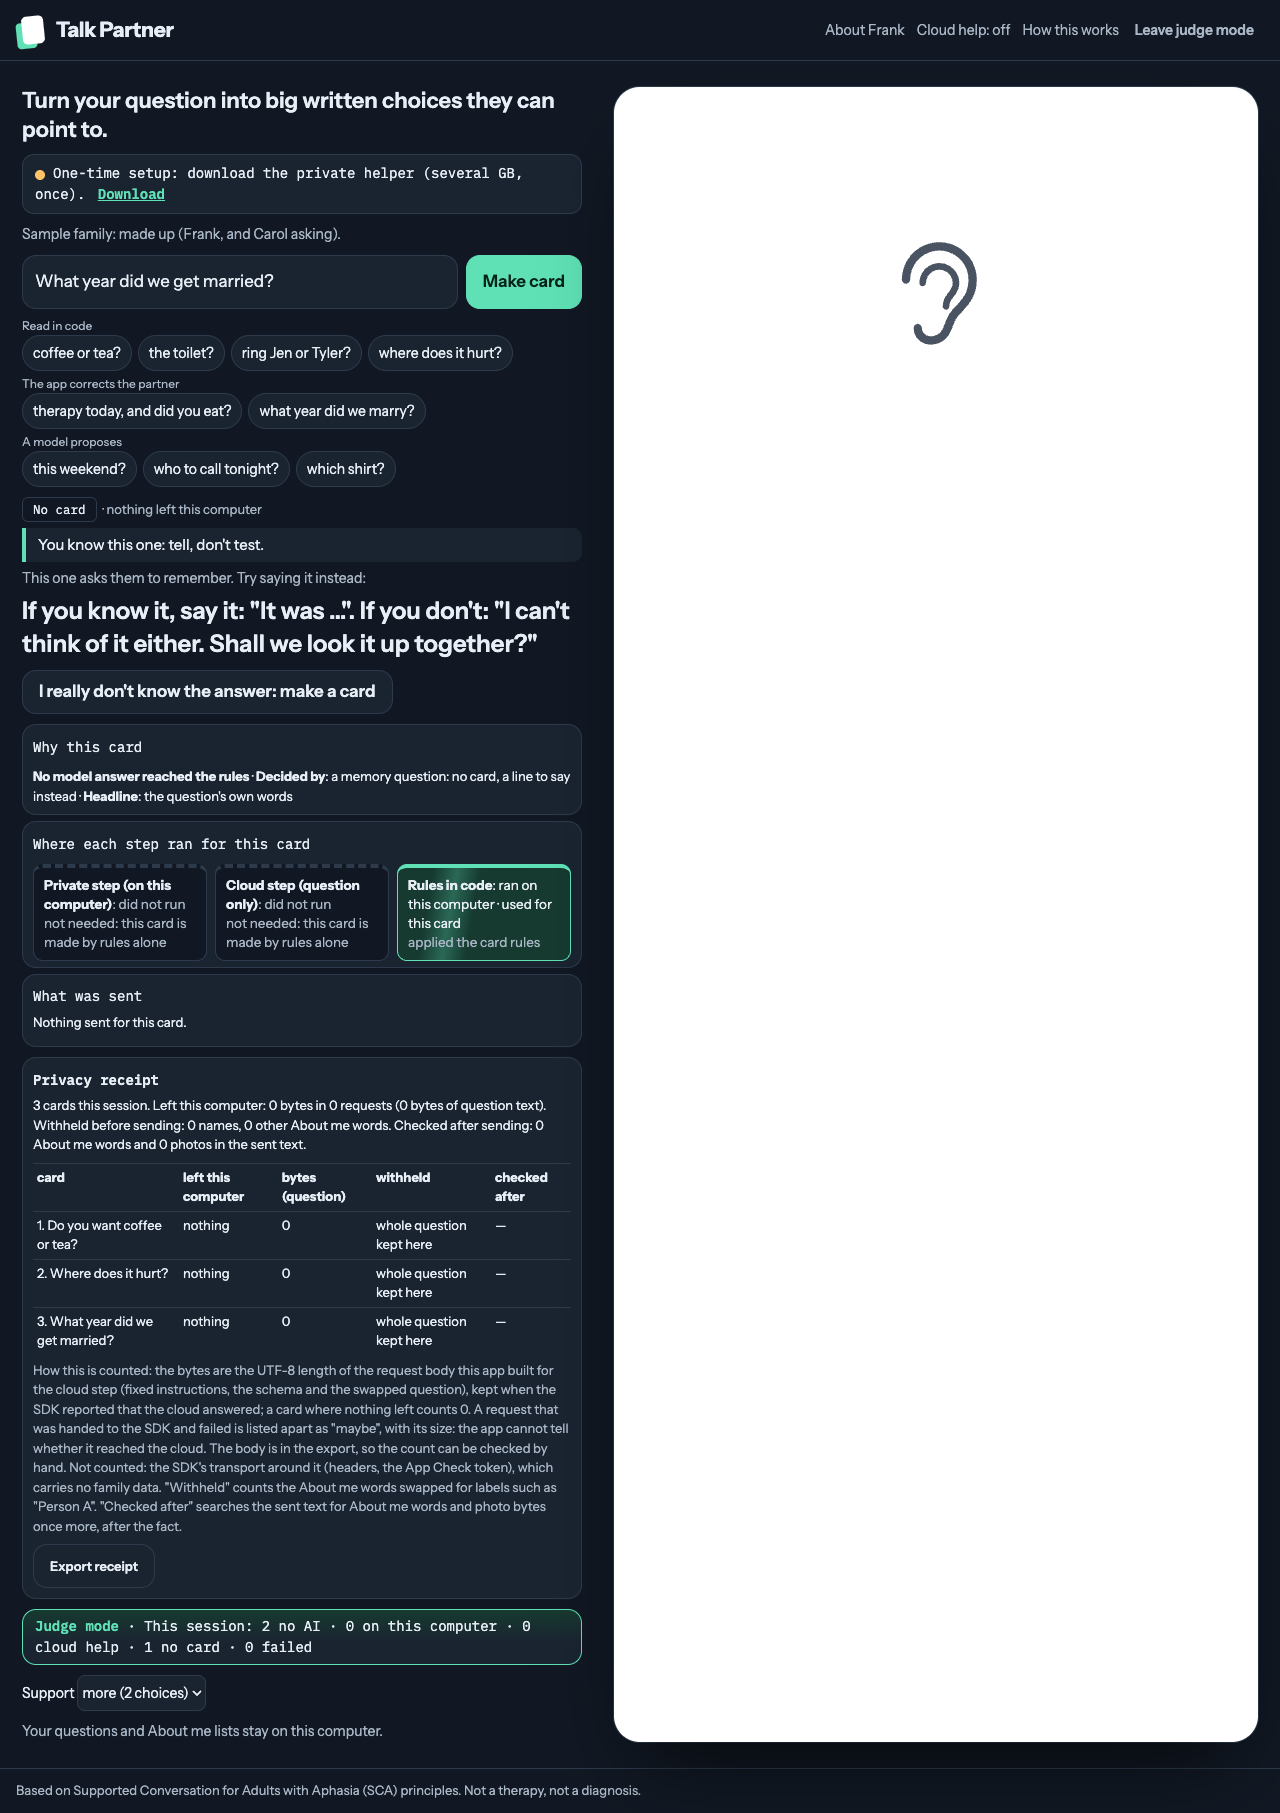 Talk Partner
About Frank Cloud help: off How this works Leave judge mode
Turn your question into big written choices they can
point to.
One-time setup: download the private helper (several GB,
once). Download
Sample family: made up (Frank, and Carol asking).
What year did we get married?
Make card
Read in code
coffee or tea? the toilet? ring Jen or Tyler? where does it hurt?
The app corrects the partner
therapy today, and did you eat? what year did we marry?
A model proposes
this weekend? who to call tonight? which shirt?
No card · nothing left this computer
You know this one: tell, don't test.
This one asks them to remember. Try saying it instead:
If you know it, say it: "It was ...". If you don't: "I can't
think of it either. Shall we look it up together?"
I really don't know the answer: make a card
Why this card
No model answer reached the rules · Decided by: a memory question: no card, a line to say
instead · Headline: the question's own words
Where each step ran for this card
Private step (on this
computer): did not run
not needed: this card is
made by rules alone
Cloud step (question
only): did not run
not needed: this card is
made by rules alone
Rules in code: ran on
this computer · used for
this card
applied the card rules
What was sent
Nothing sent for this card.
Privacy receipt
3 cards this session. Left this computer: 0 bytes in 0 requests (0 bytes of question text).
Withheld before sending: 0 names, 0 other About me words. Checked after sending: 0
About me words and 0 photos in the sent text.
card left this computer bytes (question) withheld checked after
1. Do you want coffee or tea? nothing 0 whole question kept here —
2. Where does it hurt? nothing 0 whole question kept here —
3. What year did we get married? nothing 0 whole question kept here —
How this is counted: the bytes are the UTF-8 length of the request body this app built for
the cloud step (fixed instructions, the schema and the swapped question), kept when the
SDK reported that the cloud answered; a card where nothing left counts 0. A request that
was handed to the SDK and failed is listed apart as "maybe", with its size: the app cannot tell
whether it reached the cloud. The body is in the export, so the count can be checked by
hand. Not counted: the SDK's transport around it (headers, the App Check token), which
carries no family data. "Withheld" counts the About me words swapped for labels such as
"Person A". "Checked after" searches the sent text for About me words and photo bytes
once more, after the fact.
Export receipt
Judge mode · This session: 2 no AI · 0 on this computer · 0
cloud help · 1 no card · 0 failed
Support more (2 choices)
Your questions and About me lists stay on this computer.
Based on Supported Conversation for Adults with Aphasia (SCA) principles. Not a therapy, not a diagnosis.